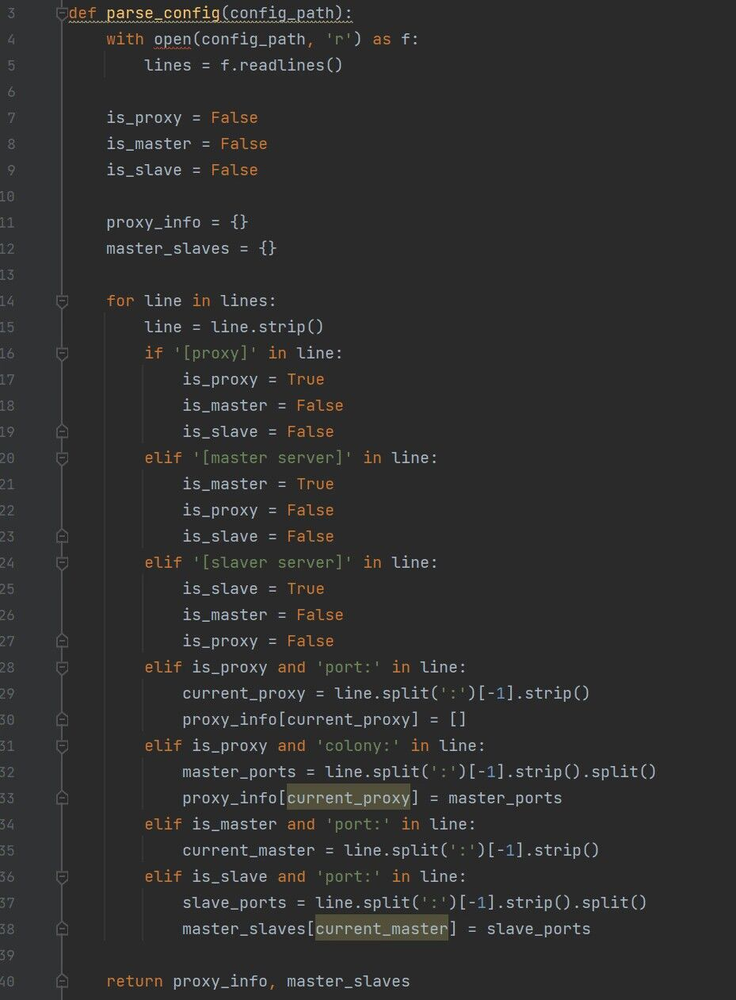 3 def parse_config(config_path):
4     with open(config_path, 'r') as f:
5         lines = f.readlines()
6
7     is_proxy = False
8     is_master = False
9     is_slave = False
10
11     proxy_info = {}
12     master_slaves = {}
13
14     for line in lines:
15         line = line.strip()
16         if '[proxy]' in line:
17             is_proxy = True
18             is_master = False
19             is_slave = False
20         elif '[master server]' in line:
21             is_master = True
22             is_proxy = False
23             is_slave = False
24         elif '[slaver server]' in line:
25             is_slave = True
26             is_master = False
27             is_proxy = False
28         elif is_proxy and 'port:' in line:
29             current_proxy = line.split(':')[-1].strip()
30             proxy_info[current_proxy] = []
31         elif is_proxy and 'colony:' in line:
32             master_ports = line.split(':')[-1].strip().split()
33             proxy_info[current_proxy] = master_ports
34         elif is_master and 'port:' in line:
35             current_master = line.split(':')[-1].strip()
36         elif is_slave and 'port:' in line:
37             slave_ports = line.split(':')[-1].strip().split()
38             master_slaves[current_master] = slave_ports
39
40     return proxy_info, master_slaves